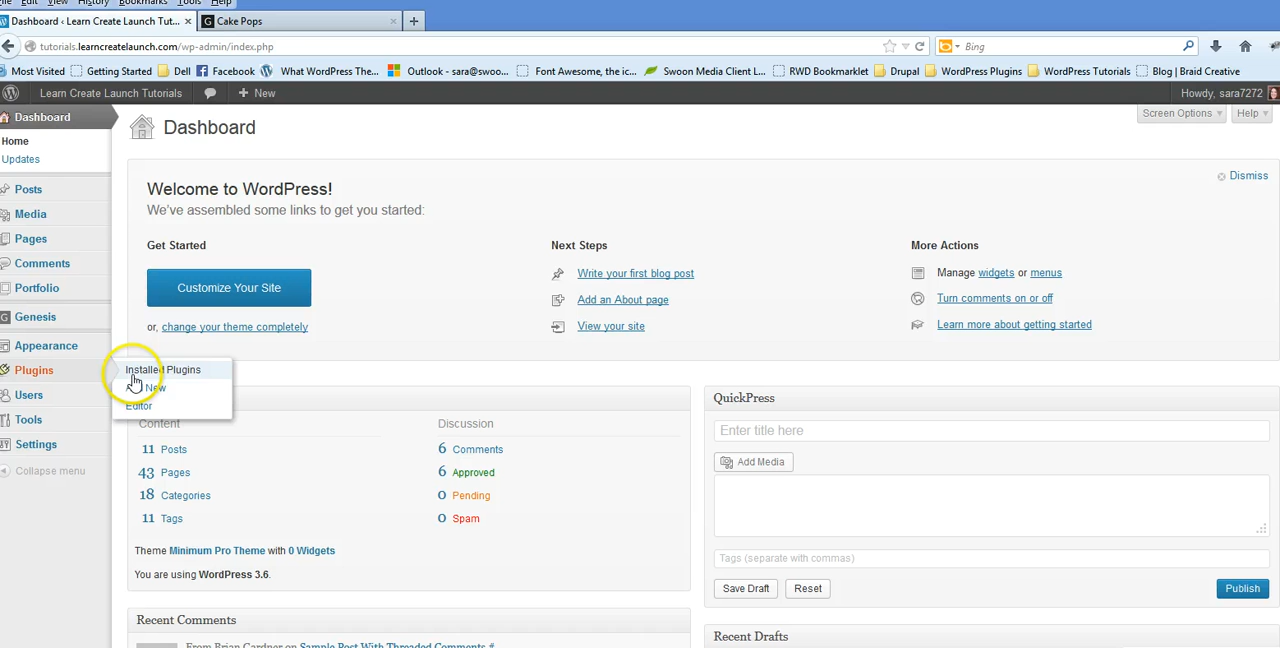 File Edit View History Bookmarks Tools Help
Dashboard ‹ Learn Create Launch Tut... × G Cake Pops × +
tutorials.learncreatelaunch.com/wp-admin/index.php Bing
Most Visited Getting Started Dell Facebook What WordPress The... Outlook - sara@swoo... Font Awesome, the ic... Swoon Media Client L... RWD Bookmarklet Drupal WordPress Plugins WordPress Tutorials Blog | Braid Creative
Learn Create Launch Tutorials + New Howdy, sara7272
Dashboard
Home
Updates
Posts
Media
Pages
Comments
Portfolio
G Genesis
Appearance
Plugins
Users
Tools
Settings
Collapse menu
Installed Plugins
New
Editor
Screen Options Help
Dashboard
Dismiss
Welcome to WordPress!
We've assembled some links to get you started:
Get Started
Customize Your Site
or, change your theme completely
Next Steps
Write your first blog post
Add an About page
View your site
More Actions
Manage widgets or menus
Turn comments on or off
Learn more about getting started
Content
11 Posts
43 Pages
18 Categories
11 Tags
Discussion
6 Comments
6 Approved
0 Pending
0 Spam
Theme Minimum Pro Theme with 0 Widgets
You are using WordPress 3.6.
Recent Comments
From Brian Gardner on Sample Post With Threaded Comments #
QuickPress
Enter title here
Add Media
Tags (separate with commas)
Save Draft Reset Publish
Recent Drafts